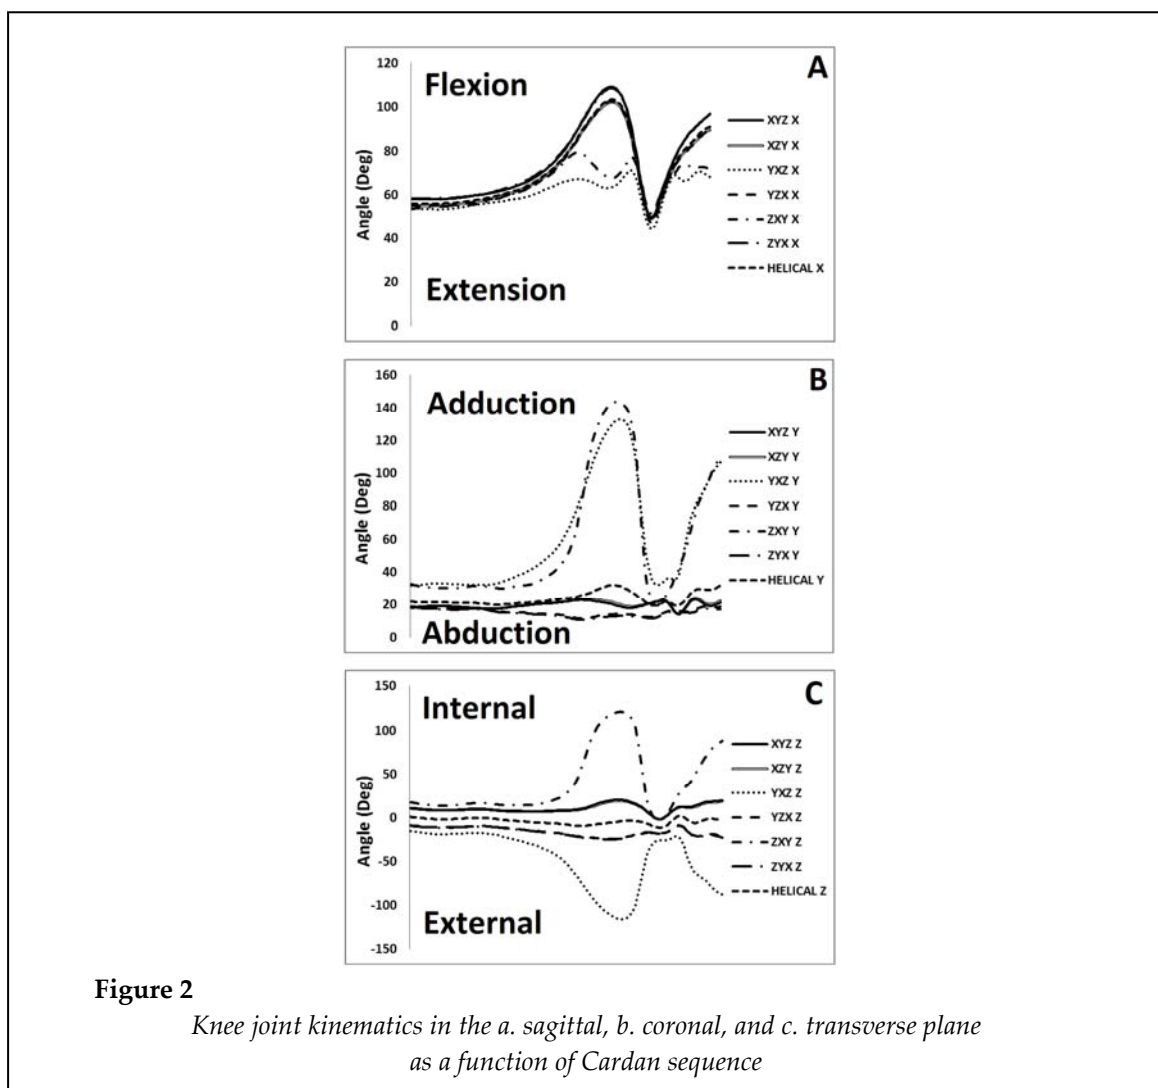 A
120
Flexion
100
80
60
40
20
0
Angle (Deg)
Extension
XYZ X
XZY X
YXZ X
YZX X
ZXY X
ZYX X
HELICAL X
B
160
140
120
100
80
60
40
20
0
Angle (Deg)
Adduction
Abduction
XYZ Y
XZY Y
YXZ Y
YZX Y
ZXY Y
ZYX Y
HELICAL Y
C
150
100
50
0
-50
-100
-150
Angle (Deg)
Internal
External
XYZ Z
XZY Z
YXZ Z
YZX Z
ZXY Z
ZYX Z
HELICAL Z
Figure 2
Knee joint kinematics in the a. sagittal, b. coronal, and c. transverse plane
as a function of Cardan sequence